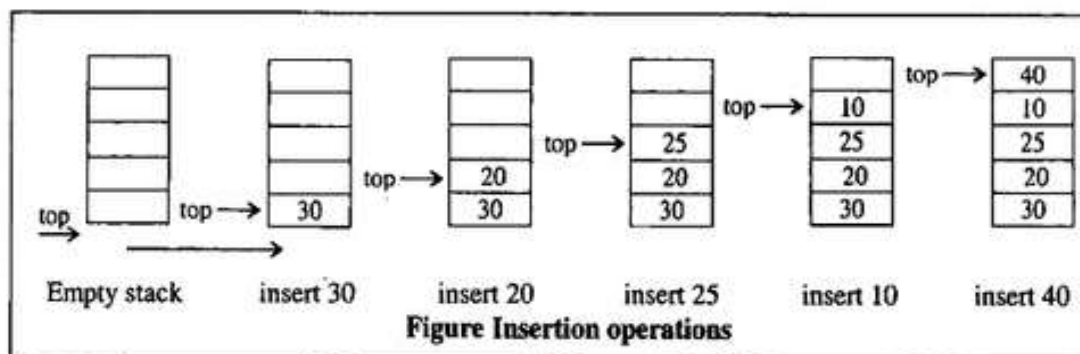 top → 40
top → 10 10
top → 25 25 25
top → 20 20 20 20
top → top → 30 30 30 30 30
Empty stack insert 30 insert 20 insert 25 insert 10 insert 40
Figure Insertion operations